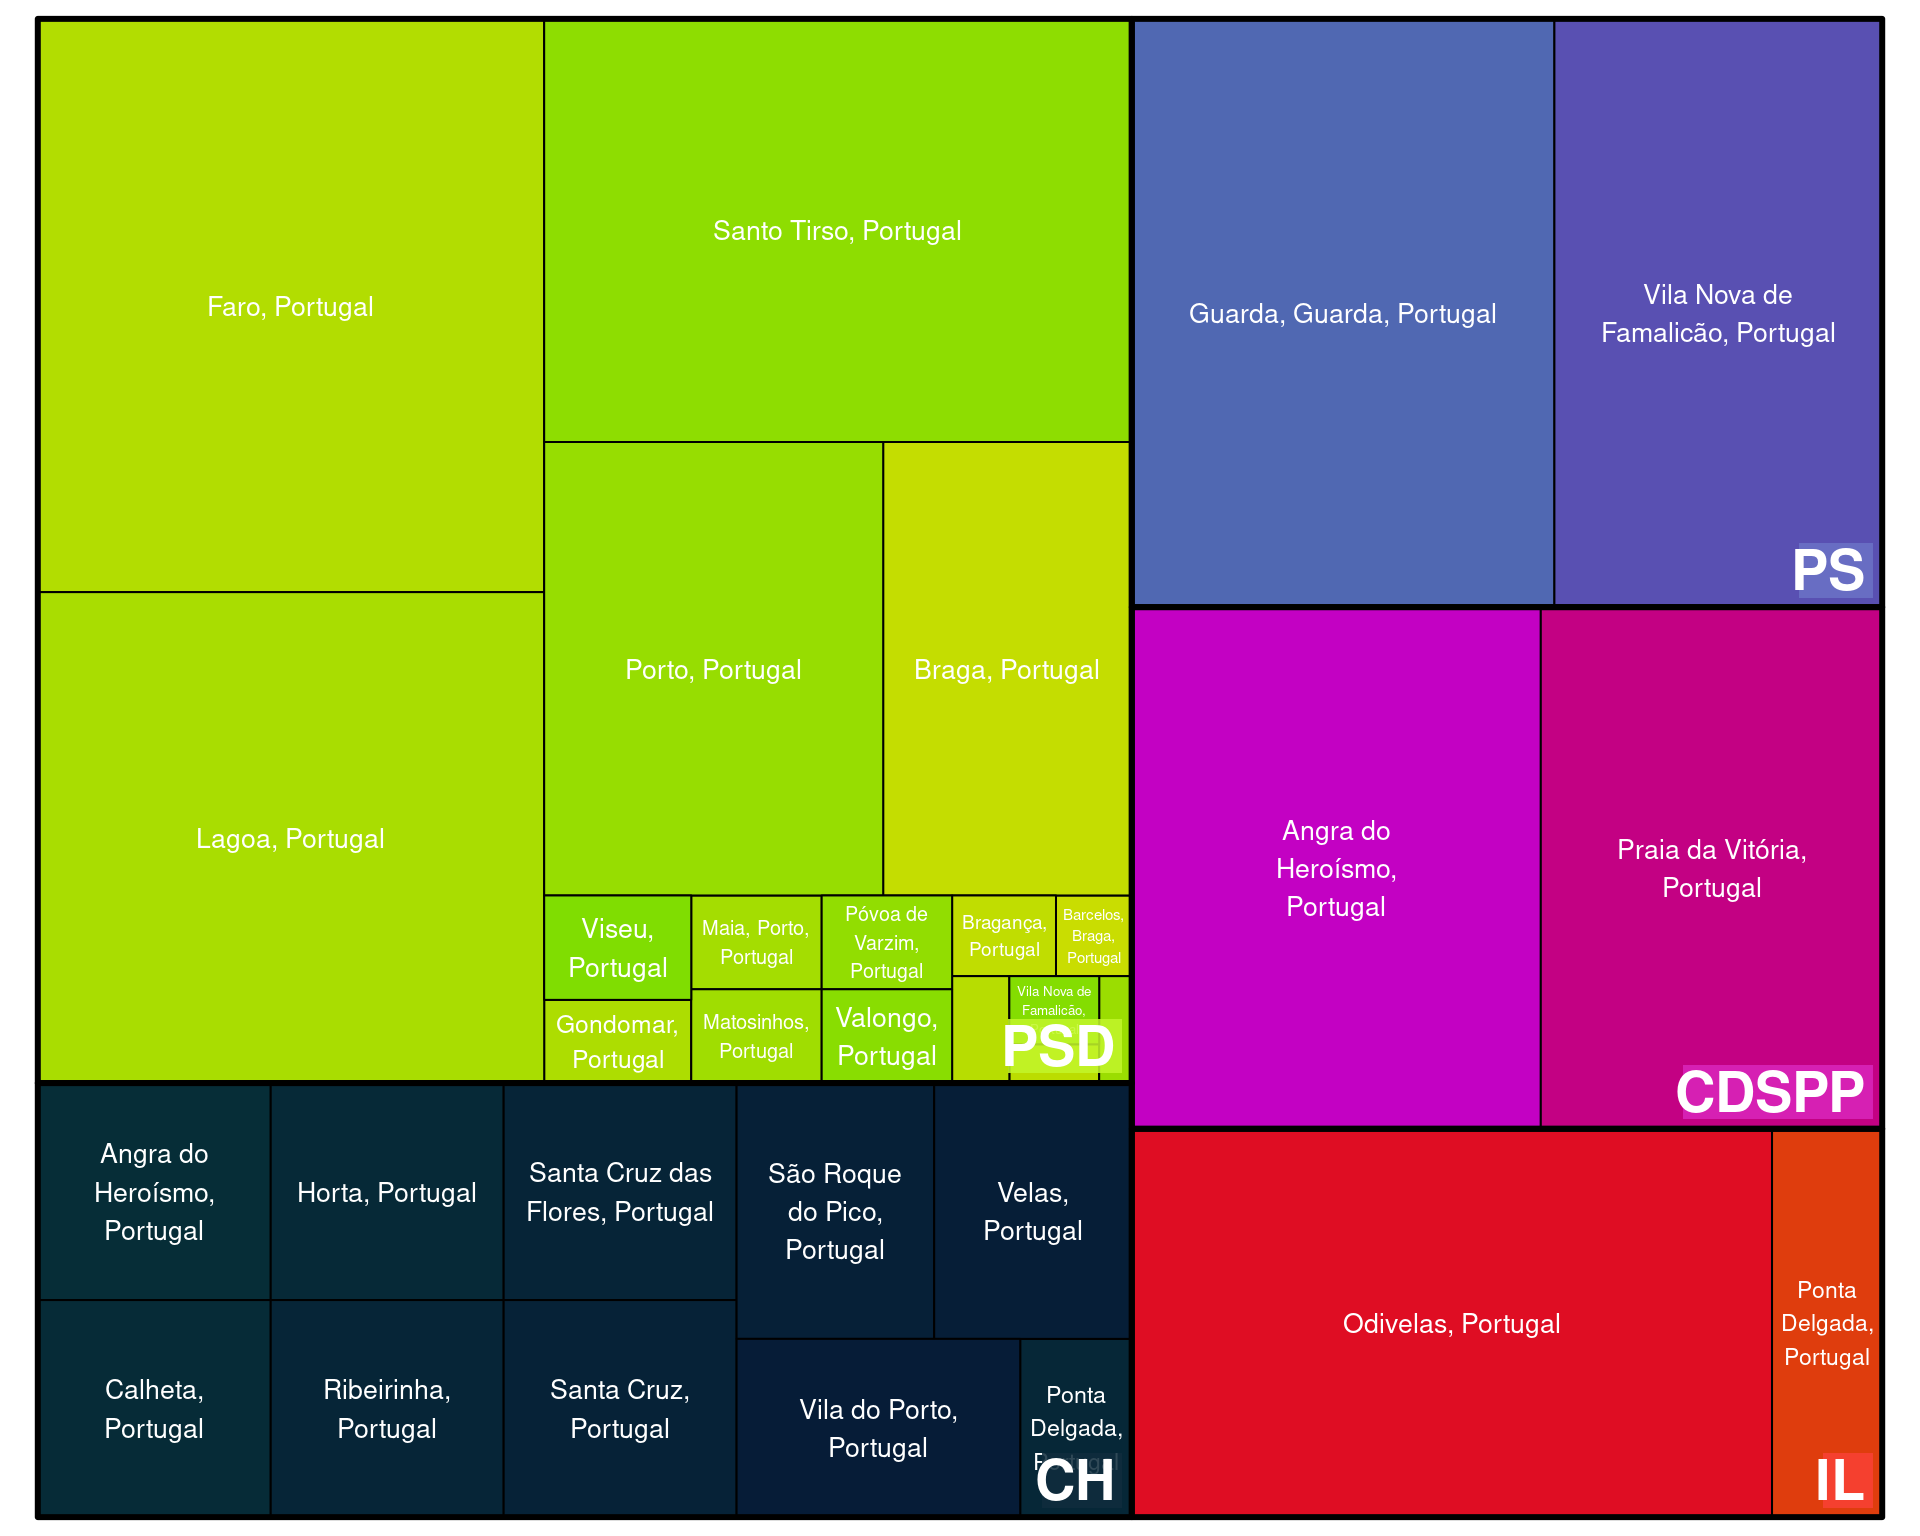 Faro, Portugal
Santo Tirso, Portugal
Lagoa, Portugal
Porto, Portugal
Braga, Portugal
Viseu,
Portugal
Gondomar,
Portugal
Maia, Porto,
Portugal
Matosinhos,
Portugal
Póvoa de
Varzim,
Portugal
Valongo,
Portugal
Bragança,
Portugal
Barcelos,
Braga,
Portugal
Vila Nova de
Famalicão,
PSD
Guarda, Guarda, Portugal
Vila Nova de
Famalicão, Portugal
PS
Angra do
Heroísmo,
Portugal
Praia da Vitória,
Portugal
CDSPP
Angra do
Heroísmo,
Portugal
Horta, Portugal
Santa Cruz das
Flores, Portugal
São Roque
do Pico,
Portugal
Velas,
Portugal
Calheta,
Portugal
Ribeirinha,
Portugal
Santa Cruz,
Portugal
Vila do Porto,
Portugal
Ponta
Delgada,
Portugal
CH
Odivelas, Portugal
Ponta
Delgada,
Portugal
IL